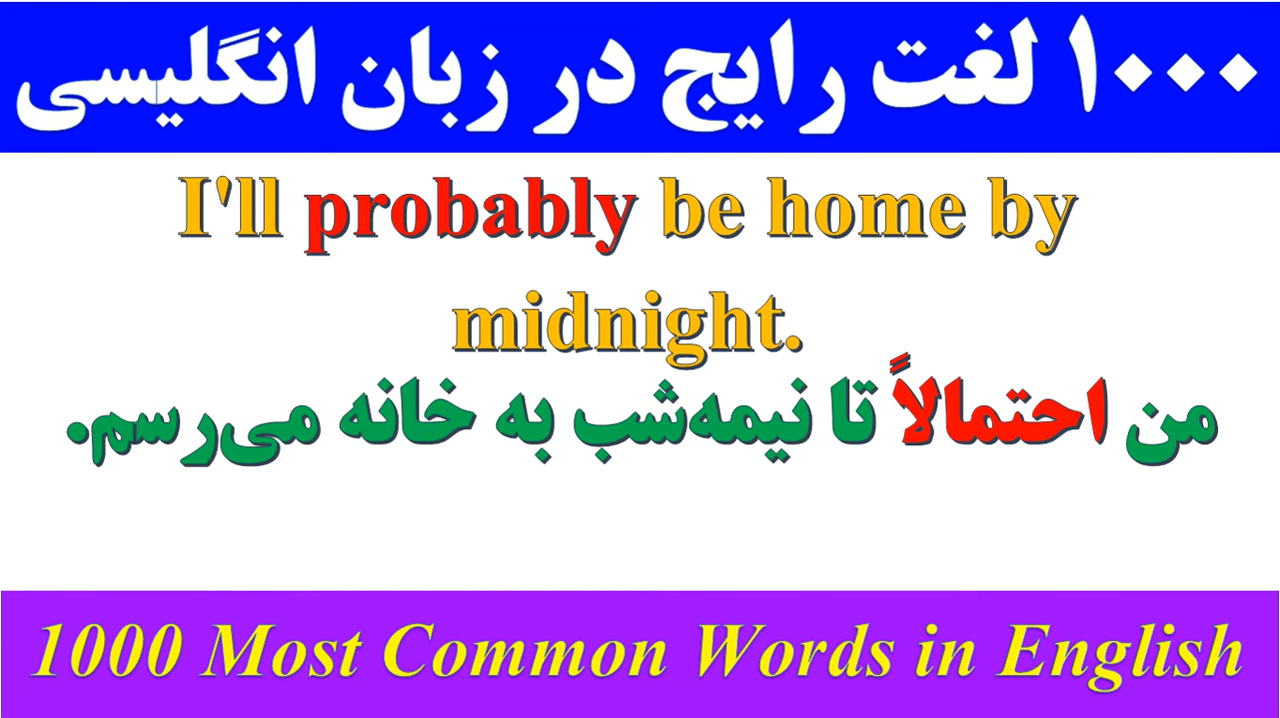 ۱۰۰۰ لغت رایج در زبان انگلیسی
I'll probably be home by
midnight.
من احتمالاً تا نیمه‌شب به خانه می‌رسم.
1000 Most Common Words in English